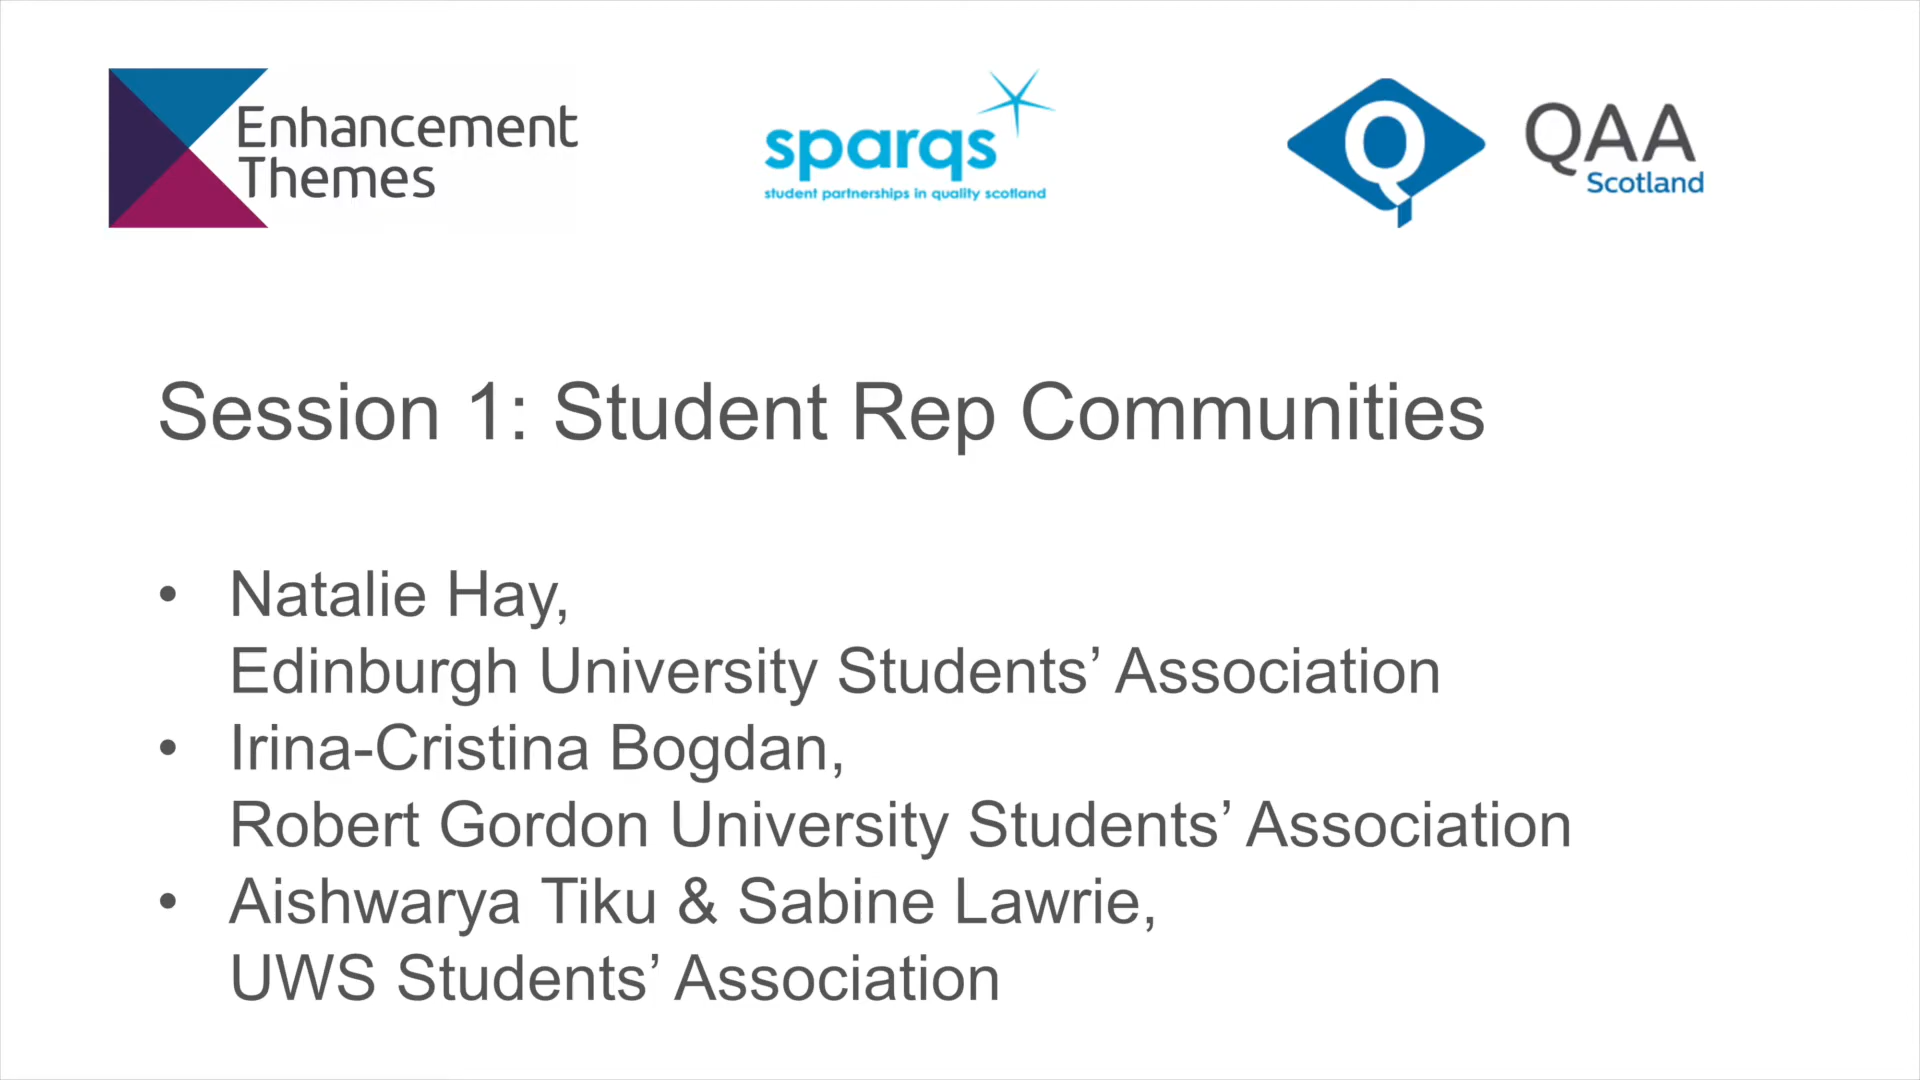 Enhancement
Themes
sparqs
student partnerships in quality scotland
Q
QAA
Scotland
Session 1: Student Rep Communities
• Natalie Hay,
Edinburgh University Students’ Association
• Irina-Cristina Bogdan,
Robert Gordon University Students’ Association
• Aishwarya Tiku & Sabine Lawrie,
UWS Students’ Association